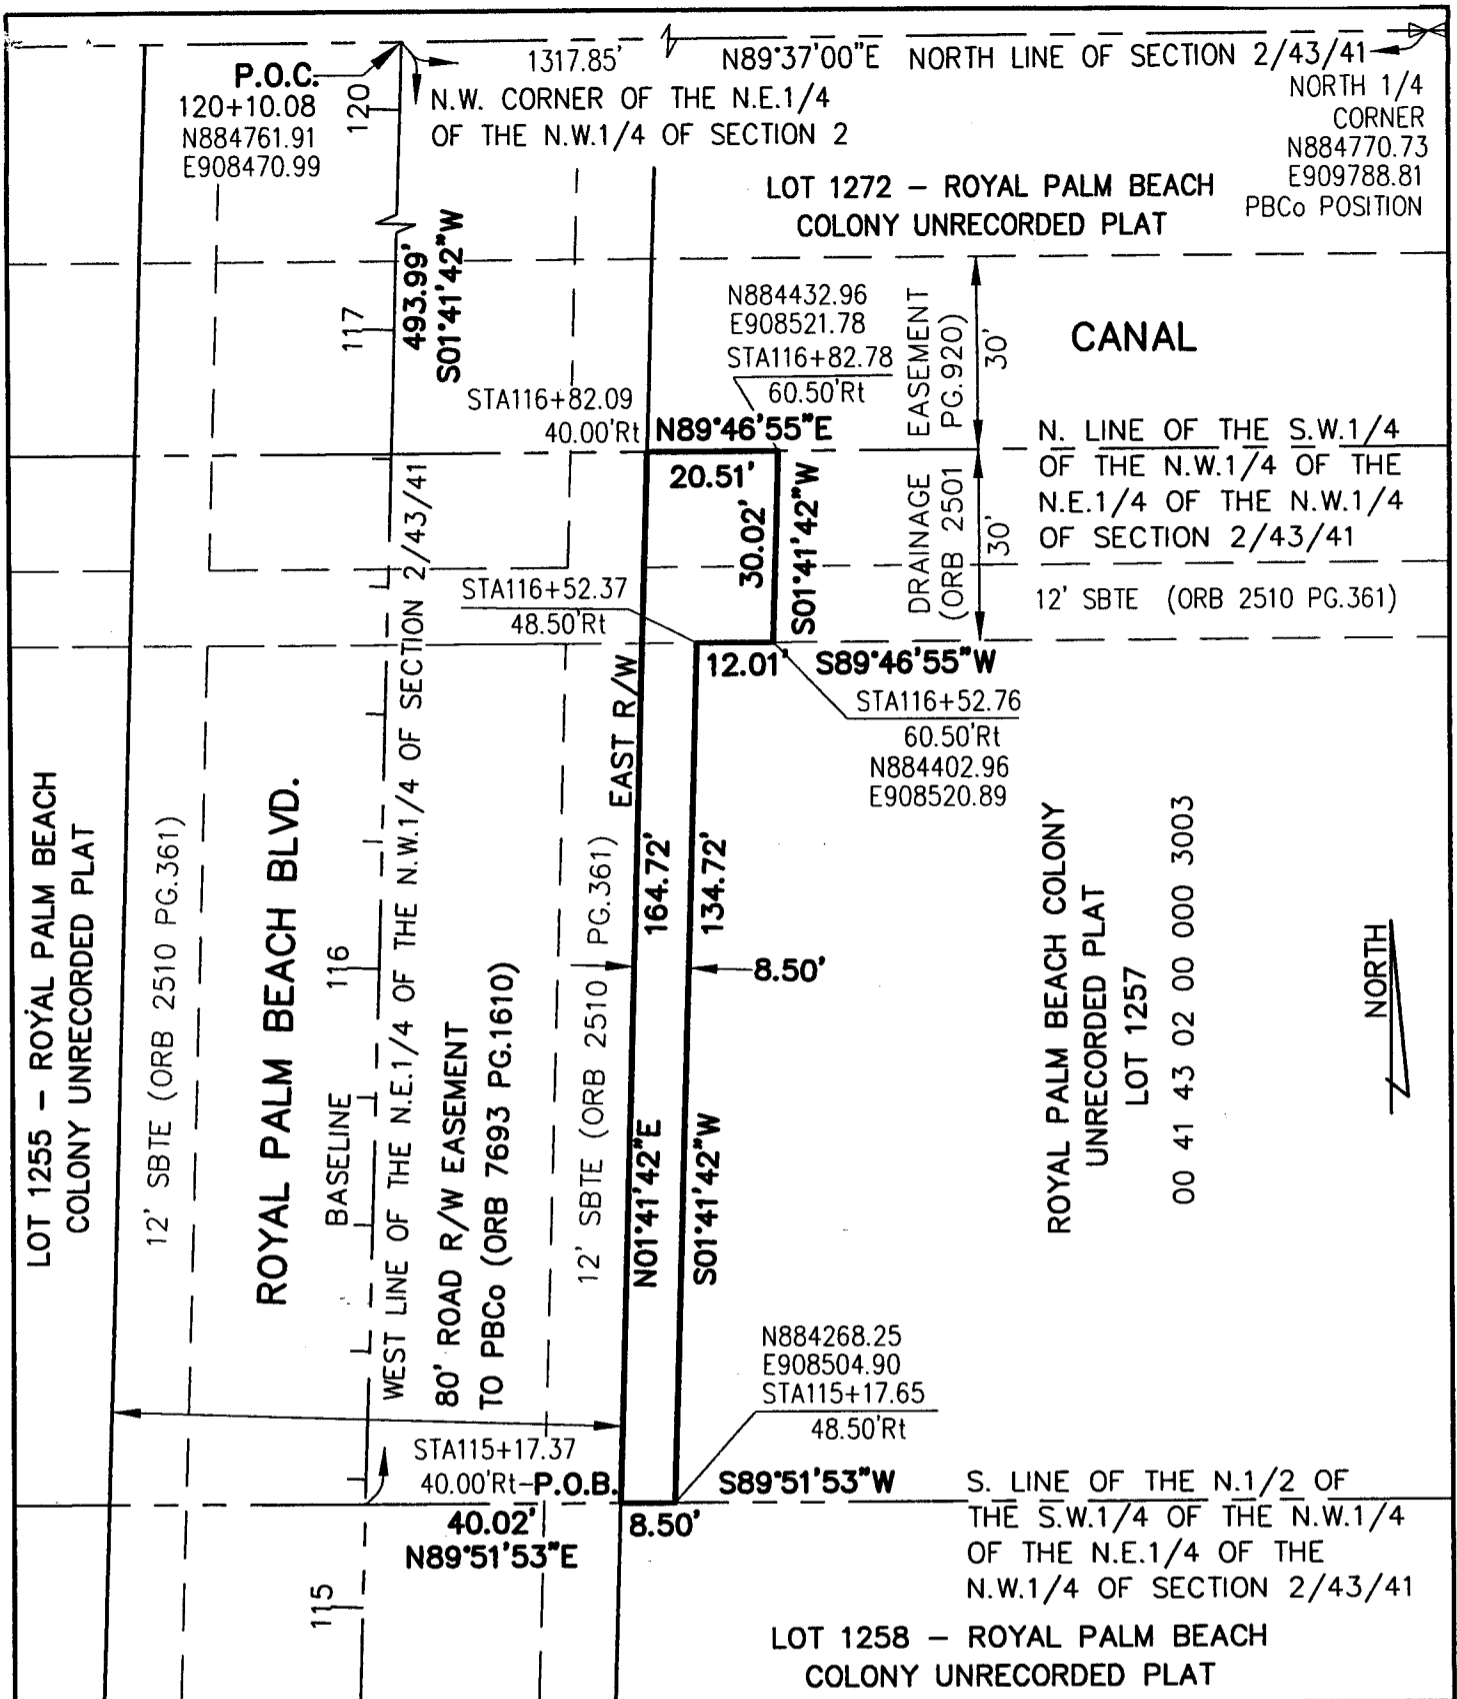 1317.85'
N89°37'00"E NORTH LINE OF SECTION 2/43/41
P.O.C.
120+10.08
N884761.91
E908470.99
120
N.W. CORNER OF THE N.E.1/4
OF THE N.W.1/4 OF SECTION 2
NORTH 1/4
CORNER
N884770.73
E909788.81
PBCo POSITION
LOT 1272 – ROYAL PALM BEACH
COLONY UNRECORDED PLAT
493.99'
S01°41'42"W
117
N884432.96
E908521.78
STA116+82.78
60.50'Rt
EASEMENT
PG.920)
30'
CANAL
STA116+82.09
40.00'Rt
N89°46'55"E
20.51'
30.02'
S01°41'42"W
DRAINAGE
(ORB 2501
30'
N. LINE OF THE S.W.1/4
OF THE N.W.1/4 OF THE
N.E.1/4 OF THE N.W.1/4
OF SECTION 2/43/41
12' SBTE (ORB 2510 PG.361)
STA116+52.37
48.50'Rt
12.01'
S89°46'55"W
STA116+52.76
60.50'Rt
N884402.96
E908520.89
LOT 1255 – ROYAL PALM BEACH
COLONY UNRECORDED PLAT
12' SBTE (ORB 2510 PG.361)
ROYAL PALM BEACH BLVD.
116
BASELINE
WEST LINE OF THE N.E.1/4 OF THE N.W.1/4 OF SECTION 2/43/41
80' ROAD R/W EASEMENT
TO PBCo (ORB 7693 PG.1610)
12' SBTE (ORB 2510 PG.361)
EAST R/W
164.72'
N01°41'42"E
134.72'
S01°41'42"W
8.50'
ROYAL PALM BEACH COLONY
UNRECORDED PLAT
LOT 1257
00 41 43 02 00 000 3003
NORTH
N884268.25
E908504.90
STA115+17.65
48.50'Rt
STA115+17.37
40.00'Rt–P.O.B.
S89°51'53"W
40.02'
N89°51'53"E
8.50'
115
S. LINE OF THE N.1/2 OF
THE S.W.1/4 OF THE N.W.1/4
OF THE N.E.1/4 OF THE
N.W.1/4 OF SECTION 2/43/41
LOT 1258 – ROYAL PALM BEACH
COLONY UNRECORDED PLAT